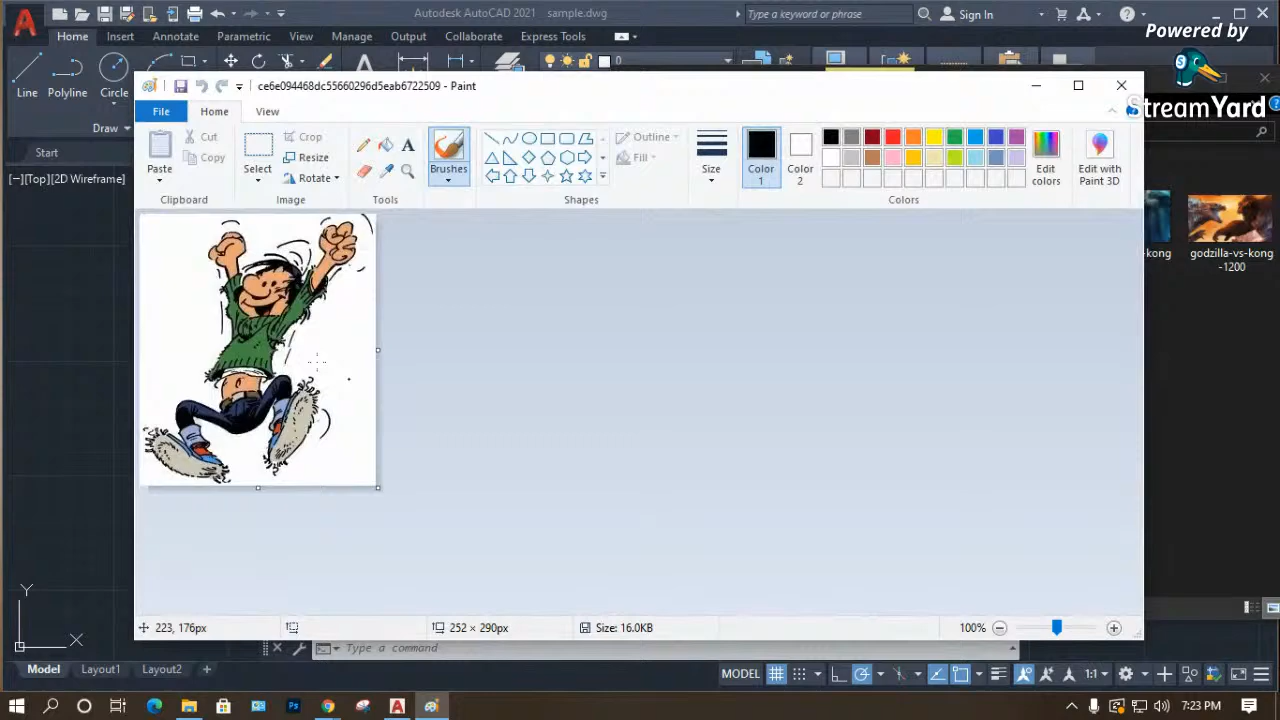 Autodesk AutoCAD 2021 sample.dwg
Type a keyword or phrase
Sign In
Powered by
StreamYard
Home Insert Annotate Parametric View Manage Output Collaborate Express Tools
0
Line Polyline Circle
Draw
Start
[−][Top][2D Wireframe]
ce6e094468dc55660296d5eab6722509 - Paint
File Home View
Paste
Cut
Copy
Clipboard
Select
Crop
Resize
Rotate
Image
A
Tools
Brushes
Outline
Fill
Shapes
Size
Color
1
Color
2
Edit
colors
Colors
Edit with
Paint 3D
-kong
godzilla-vs-kong
-1200
223, 176px
252 × 290px
Size: 16.0KB
100%
Y
X
Type a command
Model Layout1 Layout2 +
MODEL
1:1
7:23 PM